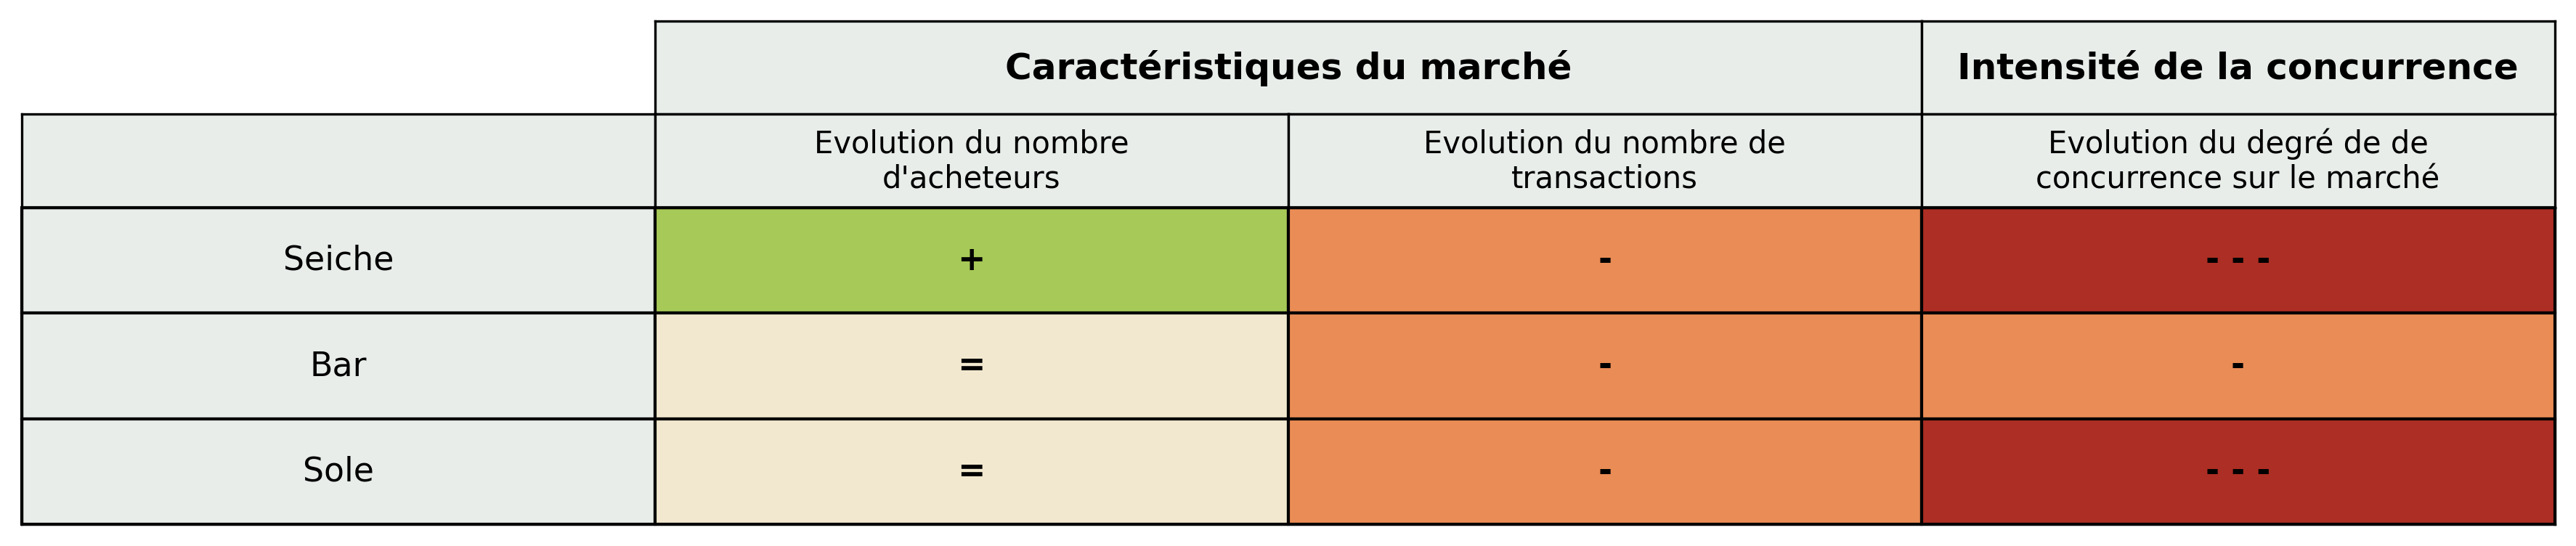 Caractéristiques du marché
Intensité de la concurrence
Evolution du nombre
d'acheteurs
Evolution du nombre de
transactions
Evolution du degré de de
concurrence sur le marché
Seiche
+
-
- - -
Bar
=
-
-
Sole
=
-
- - -